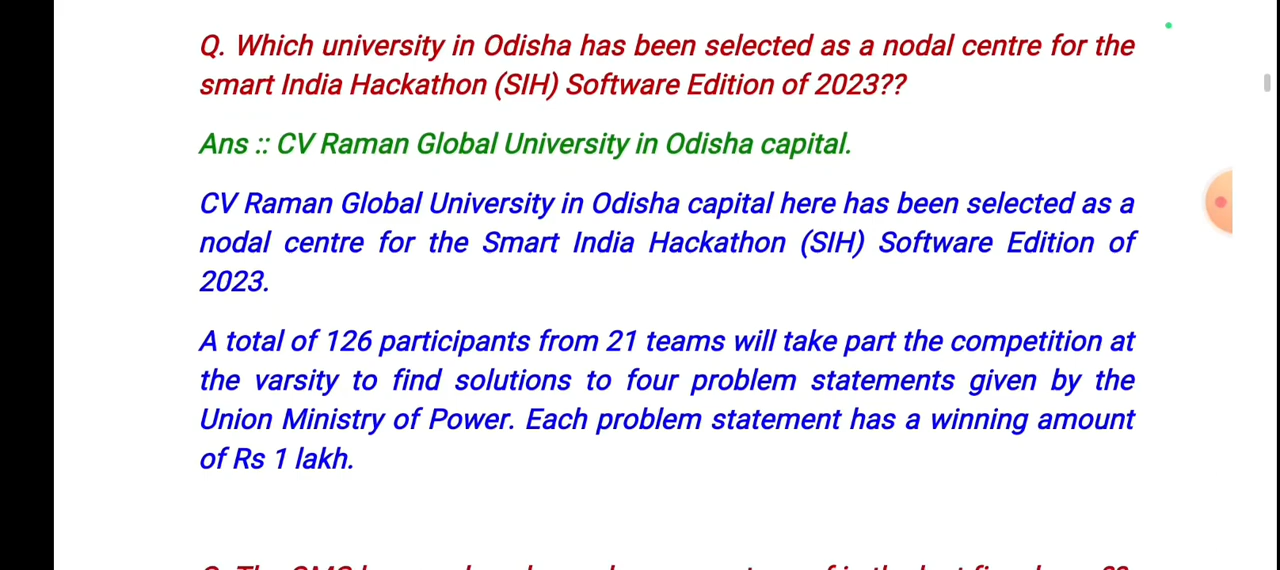 Q. Which university in Odisha has been selected as a nodal centre for the
smart India Hackathon (SIH) Software Edition of 2023??
Ans :: CV Raman Global University in Odisha capital.
CV Raman Global University in Odisha capital here has been selected as a
nodal centre for the Smart India Hackathon (SIH) Software Edition of
2023.
A total of 126 participants from 21 teams will take part the competition at
the varsity to find solutions to four problem statements given by the
Union Ministry of Power. Each problem statement has a winning amount
of Rs 1 lakh.